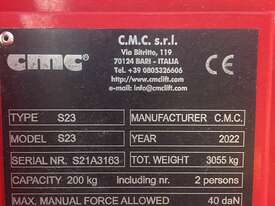 cmc
C.M.C. s.r.l.
Via Bitritto, 119
70124 BARI - ITALIA
Tel. +39 0805326606
http://www.cmclift.com
e-mail: info@cmclift.com
TYPE S23 MANUFACTURER C.M.C.
MODEL S23 YEAR 2022
SERIAL NR. S21A3163 TOT. WEIGHT 3055 kg
CAPACITY 200 kg including nr. 2 persons
MAX. MANUAL FORCE ALLOWED 40 daN